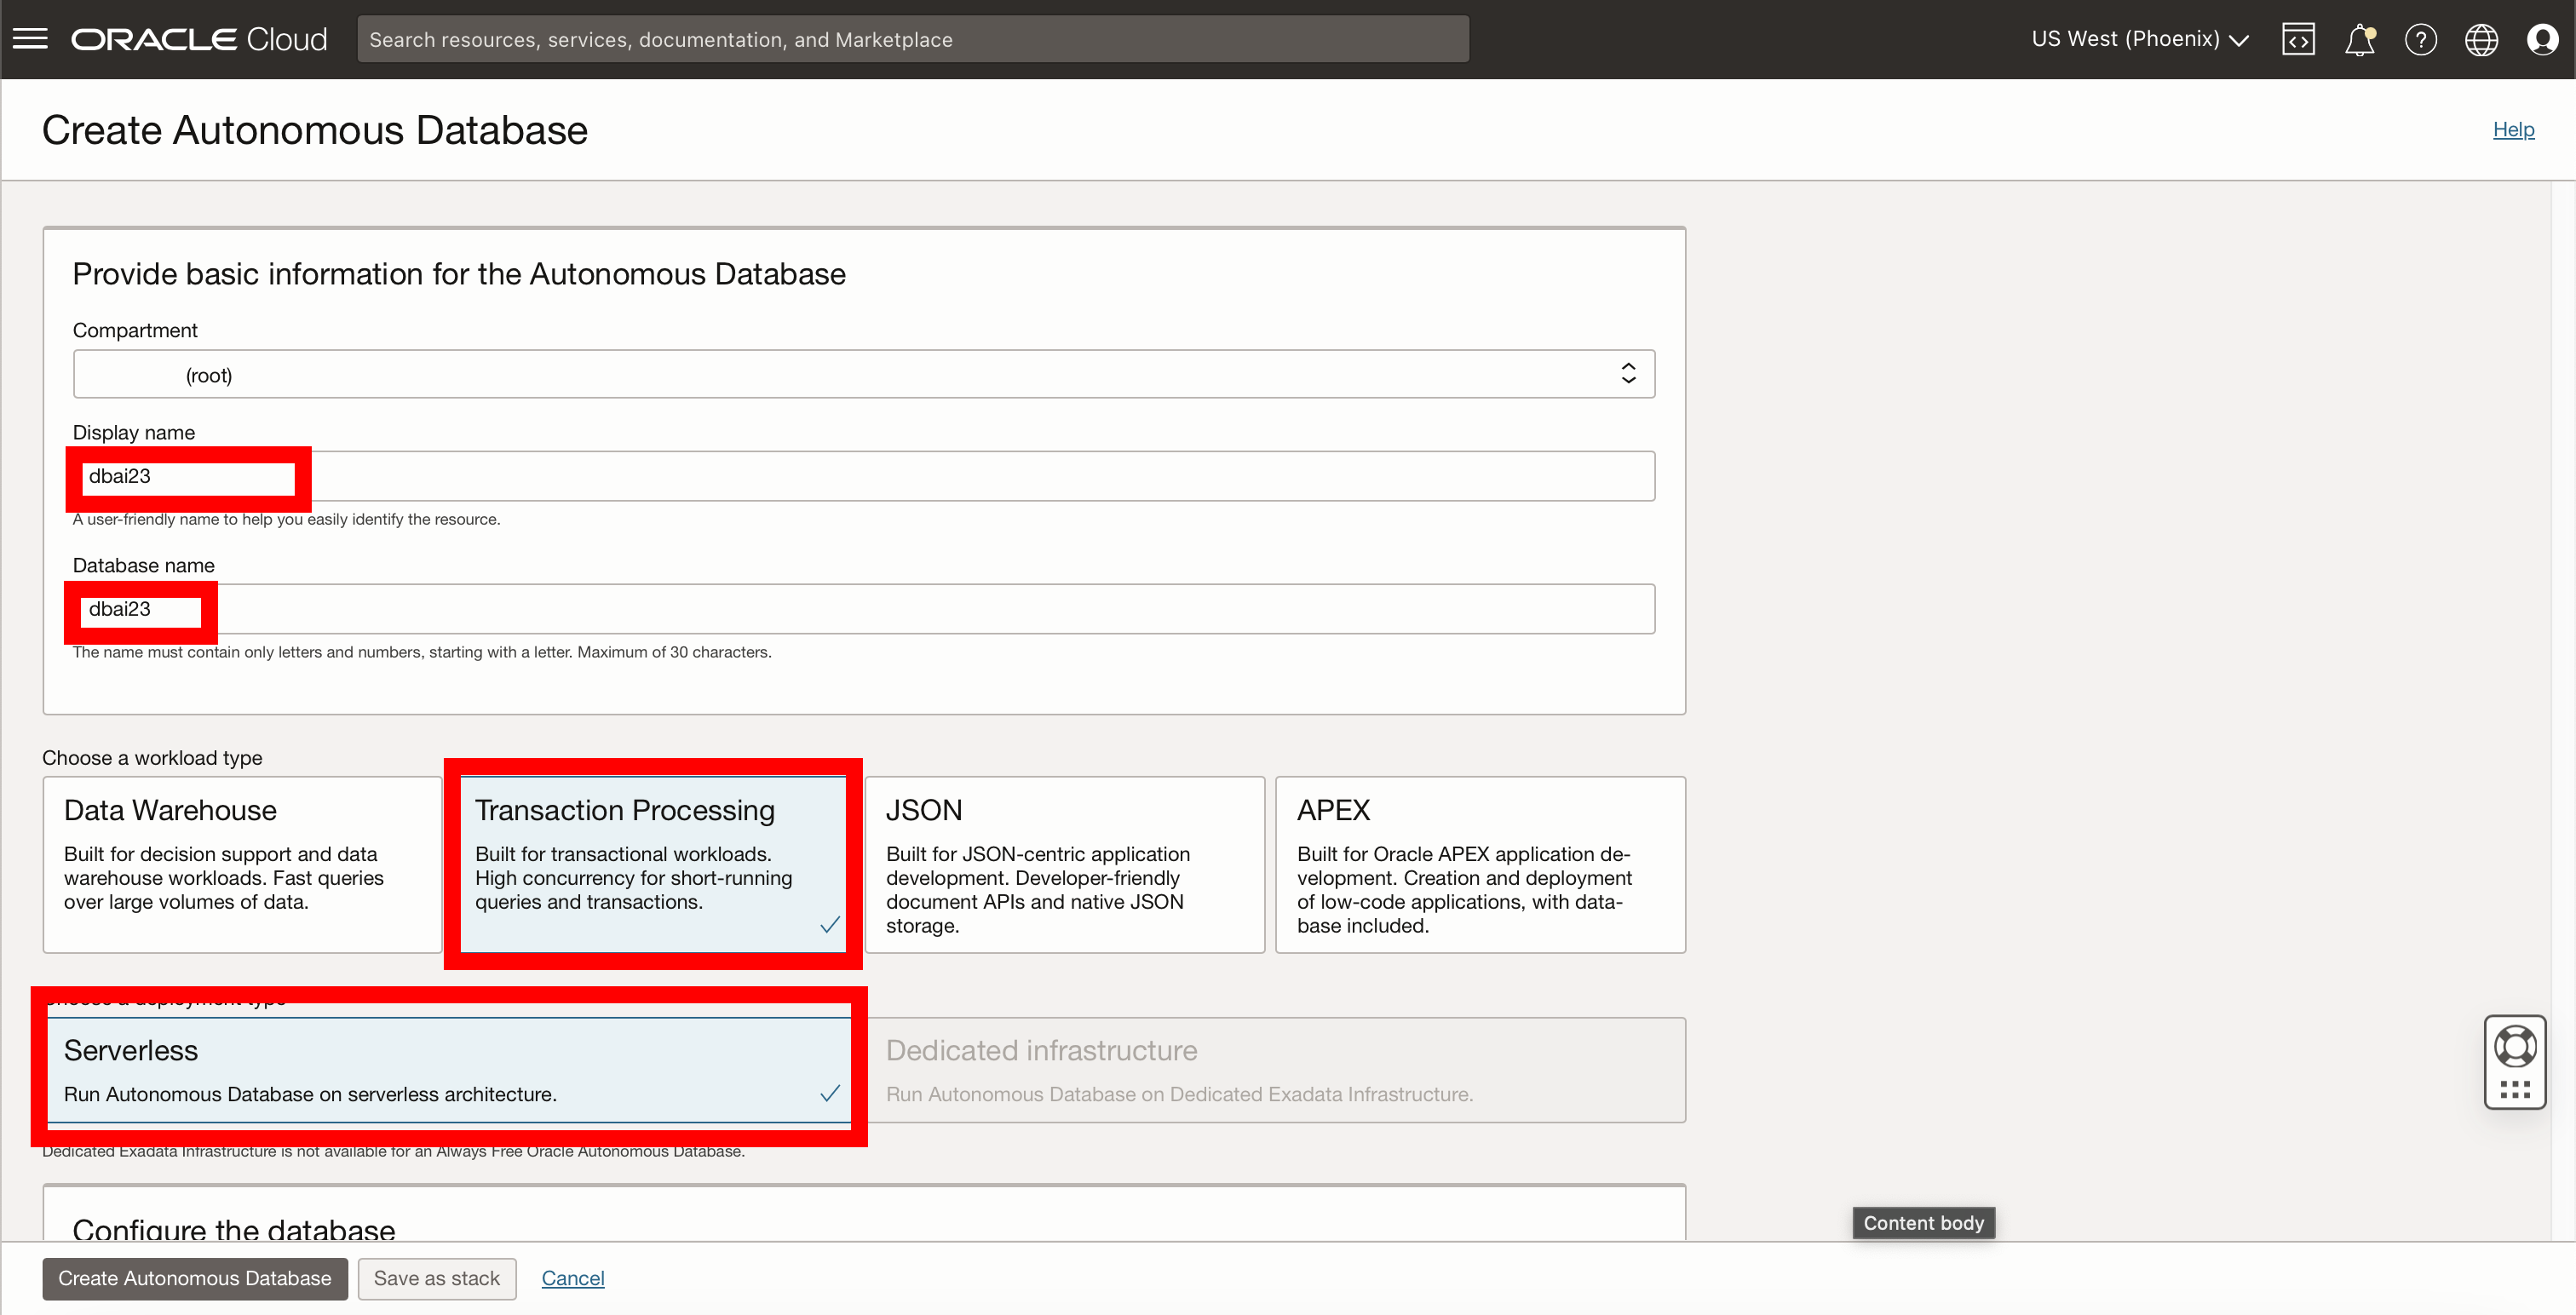 ORACLE Cloud
Search resources, services, documentation, and Marketplace
US West (Phoenix)
Create Autonomous Database
Help
Provide basic information for the Autonomous Database
Compartment
(root)
Display name
dbai23
A user-friendly name to help you easily identify the resource.
Database name
dbai23
The name must contain only letters and numbers, starting with a letter. Maximum of 30 characters.
Choose a workload type
Data Warehouse
Built for decision support and data
warehouse workloads. Fast queries
over large volumes of data.
Transaction Processing
Built for transactional workloads.
High concurrency for short-running
queries and transactions.
JSON
Built for JSON-centric application
development. Developer-friendly
document APIs and native JSON
storage.
APEX
Built for Oracle APEX application de-
velopment. Creation and deployment
of low-code applications, with data-
base included.
Choose a deployment type
Serverless
Run Autonomous Database on serverless architecture.
Dedicated infrastructure
Run Autonomous Database on Dedicated Exadata Infrastructure.
Dedicated Exadata Infrastructure is not available for an Always Free Oracle Autonomous Database.
Configure the database
Content body
Create Autonomous Database
Save as stack
Cancel